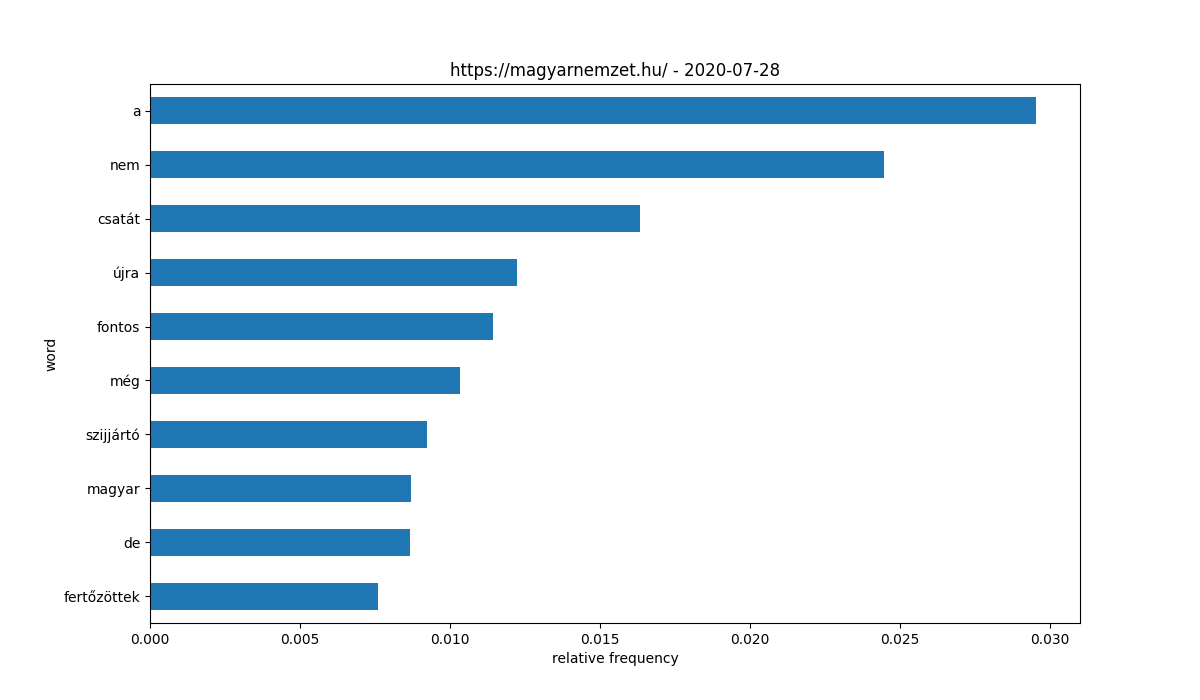 https://magyarnemzet.hu/ - 2020-07-28
a
nem
csatát
újra
fontos
még
szijjártó
magyar
de
fertőzöttek
word
0.000 0.005 0.010 0.015 0.020 0.025 0.030
relative frequency